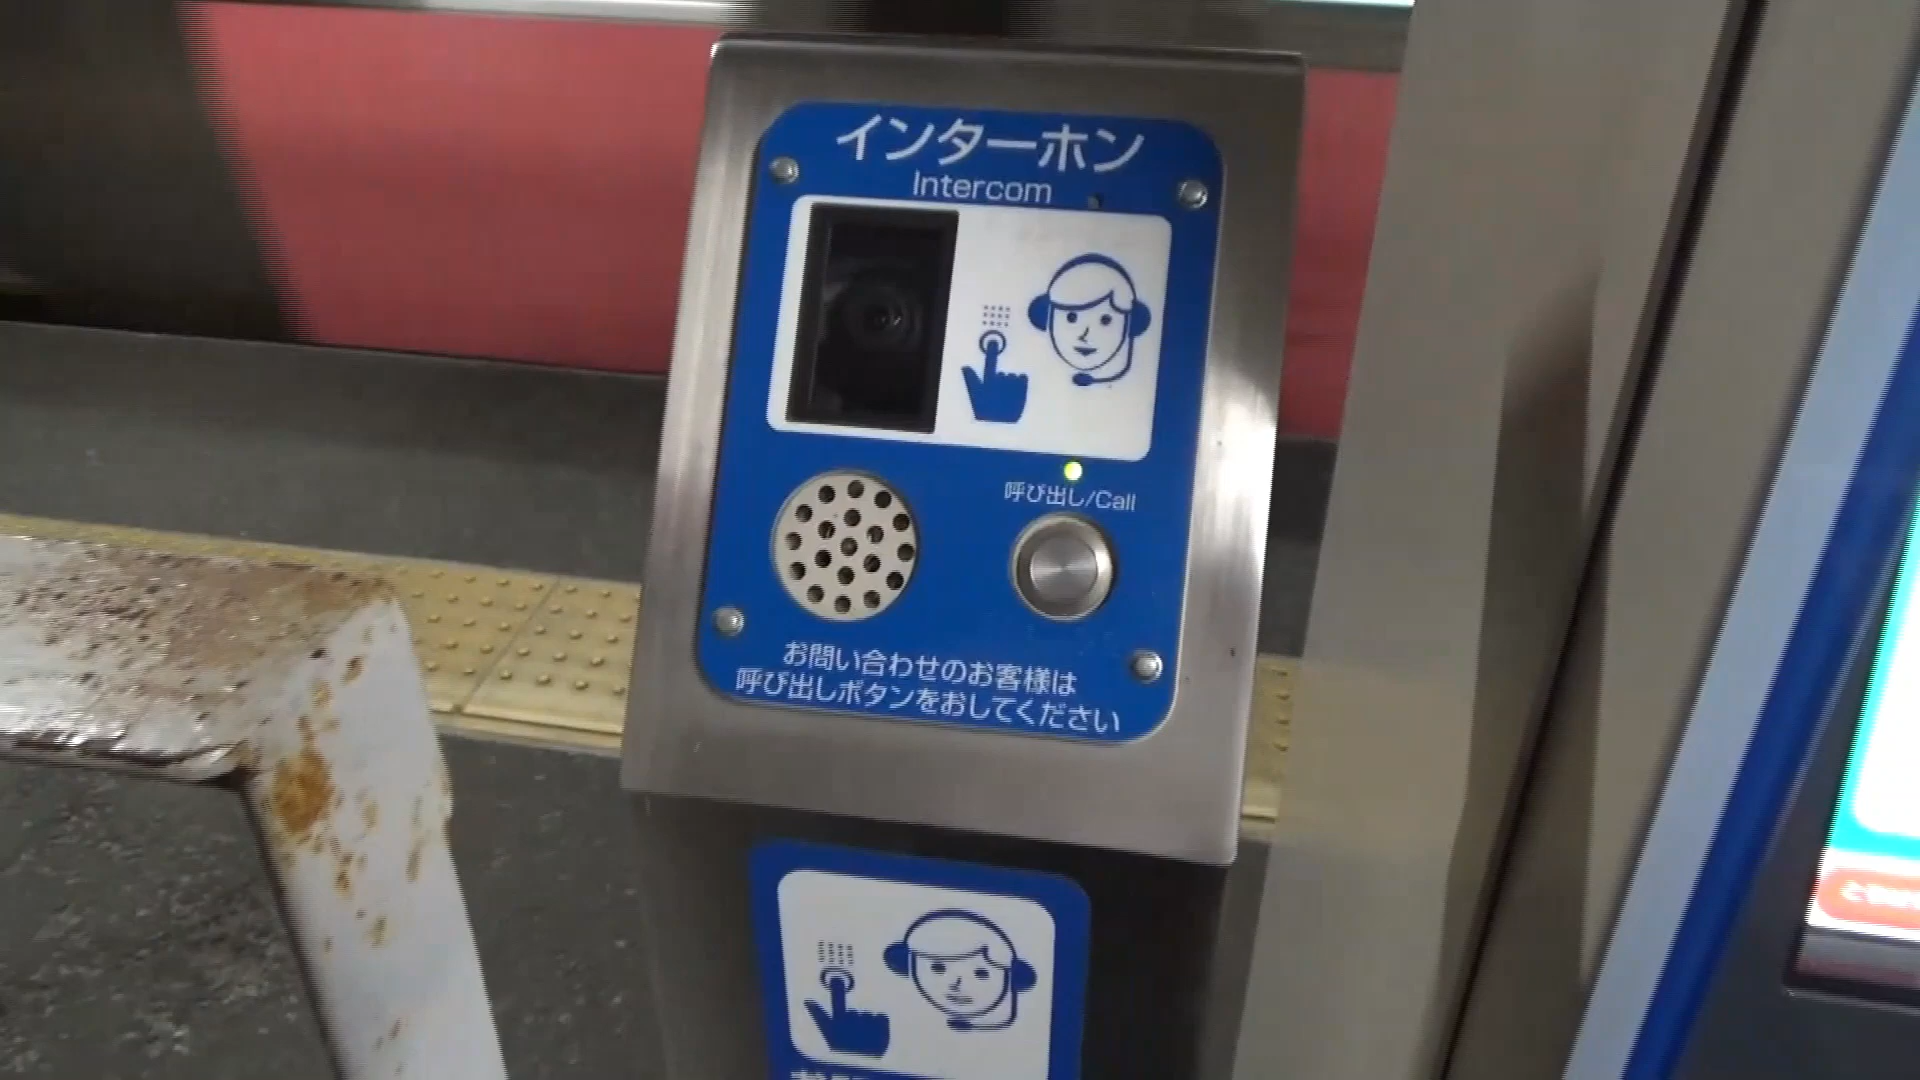 インターホン
Intercom
呼び出し/Call
お問い合わせのお客様は
呼び出しボタンをおしてください